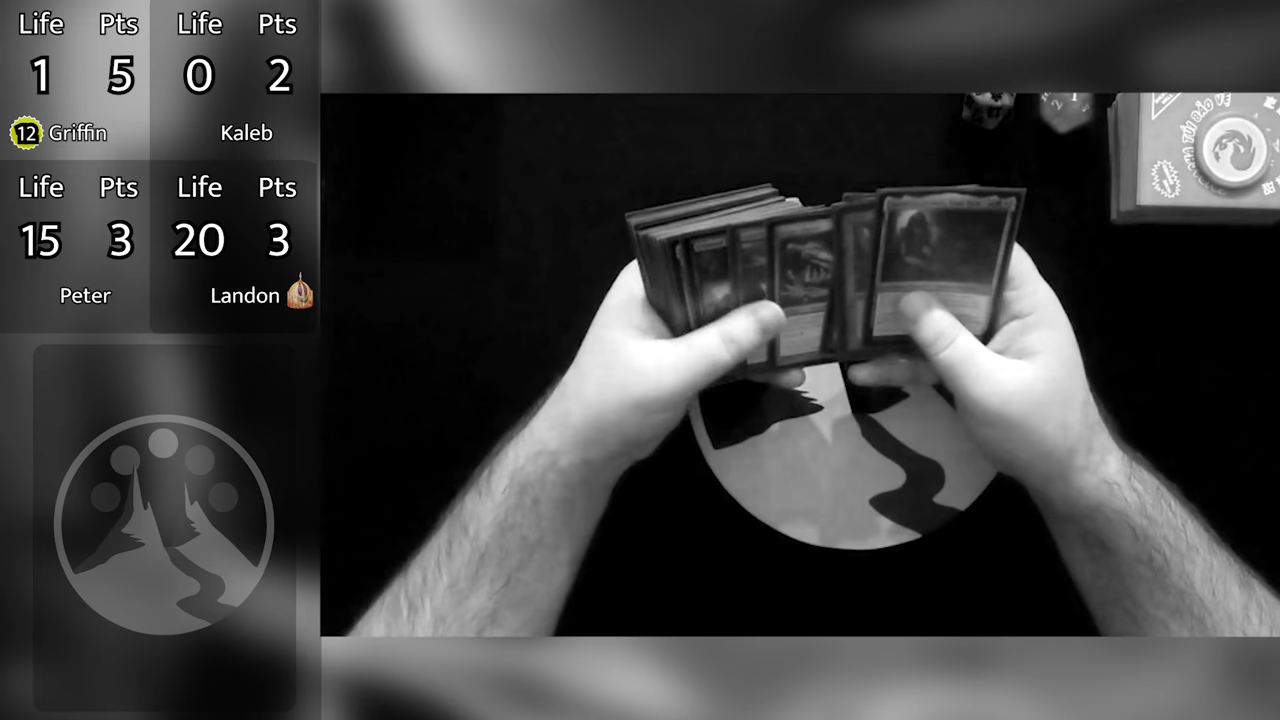 Life Pts Life Pts
1 5 0 2
12 Griffin Kaleb
Life Pts Life Pts
15 3 20 3
Peter Landon